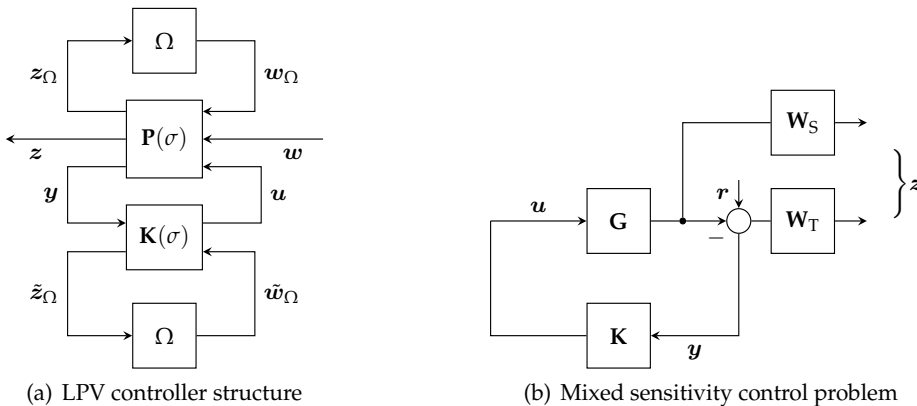 Ω
z_Ω
w_Ω
P(σ)
z
w
y
u
K(σ)
z̃_Ω
w̃_Ω
Ω
(a) LPV controller structure
W_S
r
z
u
G
−
W_T
K
y
(b) Mixed sensitivity control problem